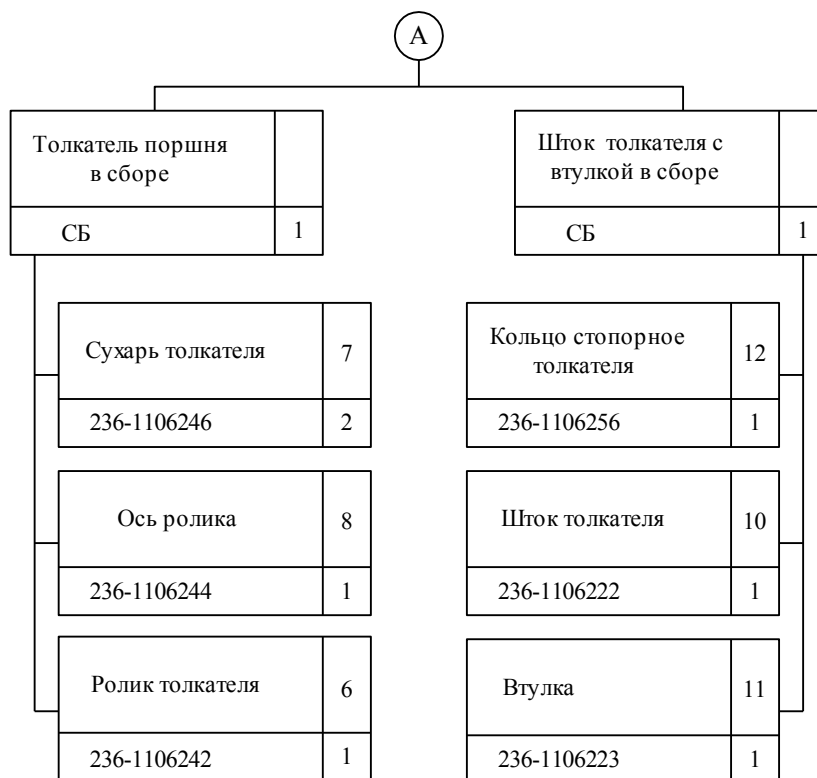 А
Толкатель поршня
в сборе
СБ 1
Шток толкателя с
втулкой в сборе
СБ 1
Сухарь толкателя 7
236-1106246 2
Кольцо стопорное
толкателя 12
236-1106256 1
Ось ролика 8
236-1106244 1
Шток толкателя 10
236-1106222 1
Ролик толкателя 6
236-1106242 1
Втулка 11
236-1106223 1